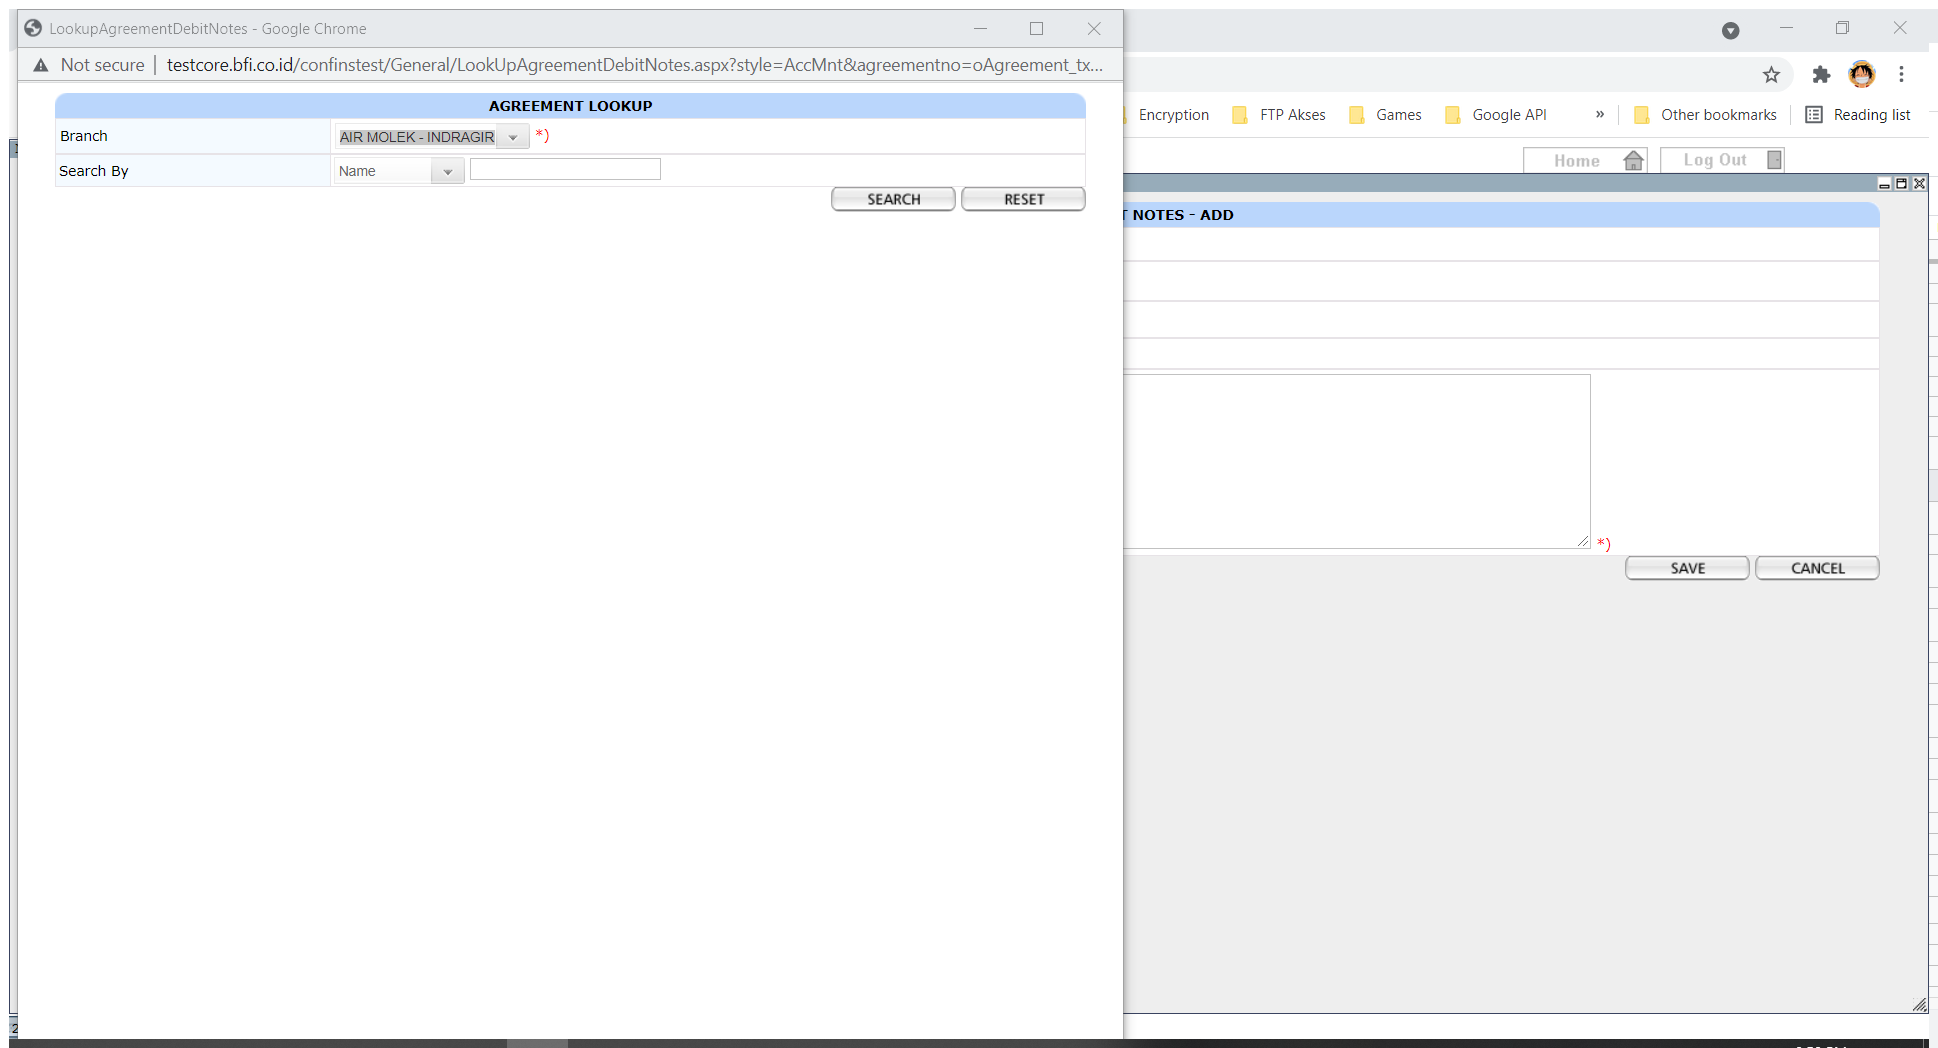 LookupAgreementDebitNotes - Google Chrome
Not secure | testcore.bfi.co.id/confinstest/General/LookUpAgreementDebitNotes.aspx?style=AccMnt&agreementno=oAgreement_tx...
AGREEMENT LOOKUP
Branch AIR MOLEK - INDRAGIR *)
Search By Name
SEARCH RESET
Encryption FTP Akses Games Google API » Other bookmarks Reading list
Home Log Out
NOTES - ADD
*)
SAVE CANCEL
2